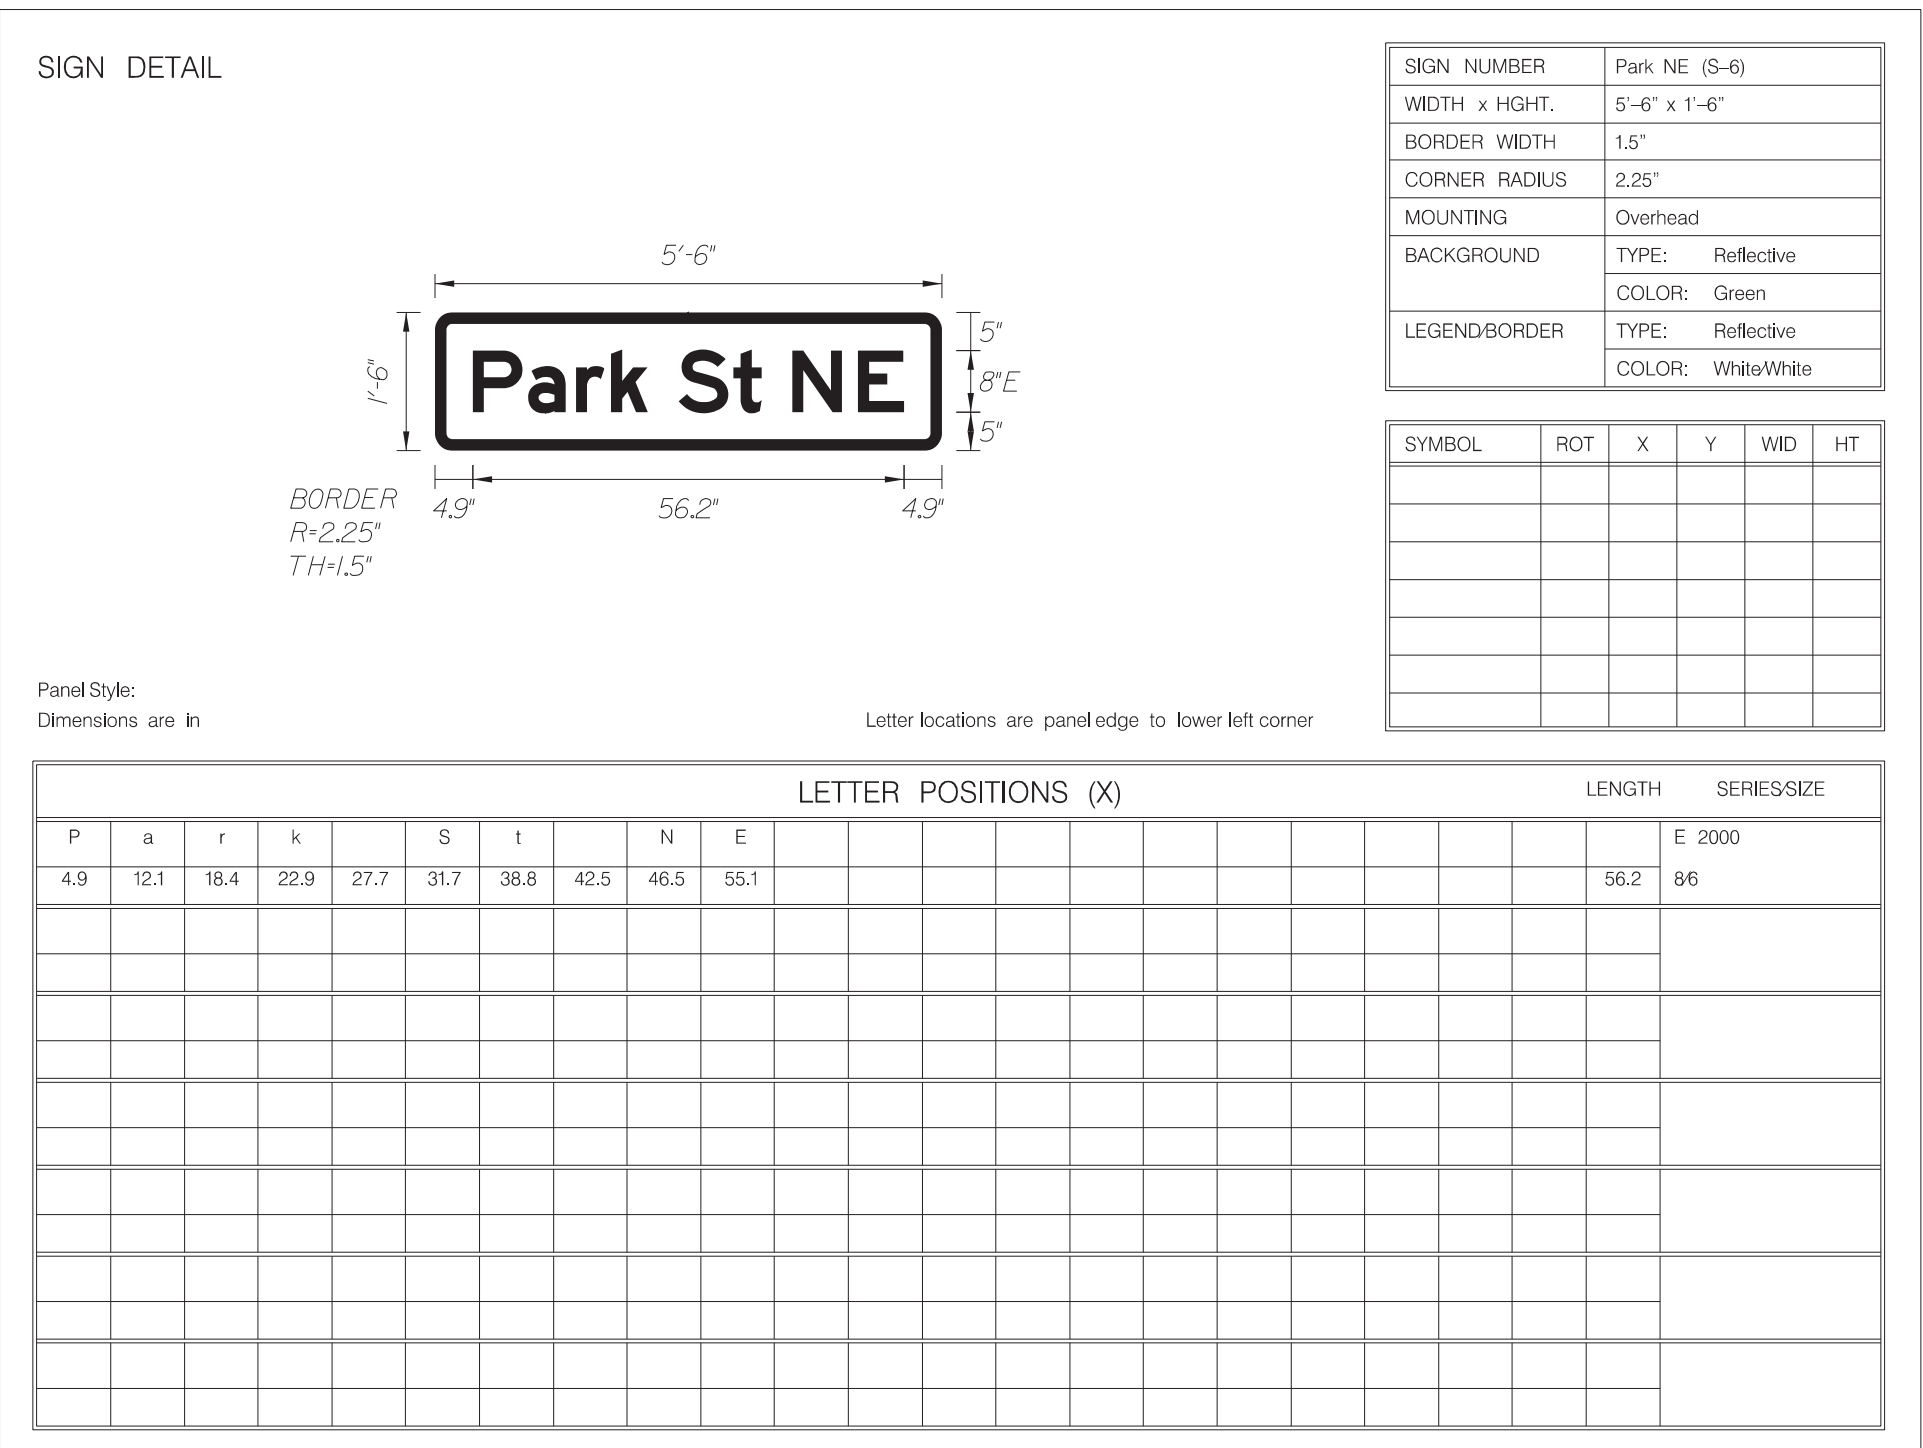 SIGN DETAIL
5'-6"
1'-6"
Park St NE
5"
8"E
5"
4.9"
56.2"
4.9"
BORDER
R=2.25"
TH=1.5"
SIGN NUMBER Park NE (S–6)
WIDTH x HGHT. 5'–6" x 1'–6"
BORDER WIDTH 1.5"
CORNER RADIUS 2.25"
MOUNTING Overhead
BACKGROUND TYPE: Reflective
COLOR: Green
LEGEND/BORDER TYPE: Reflective
COLOR: White/White
SYMBOL ROT X Y WID HT
Panel Style:
Dimensions are in
Letter locations are panel edge to lower left corner
LETTER POSITIONS (X) LENGTH SERIES/SIZE
P a r k S t N E E 2000
4.9 12.1 18.4 22.9 27.7 31.7 38.8 42.5 46.5 55.1 56.2 8/6